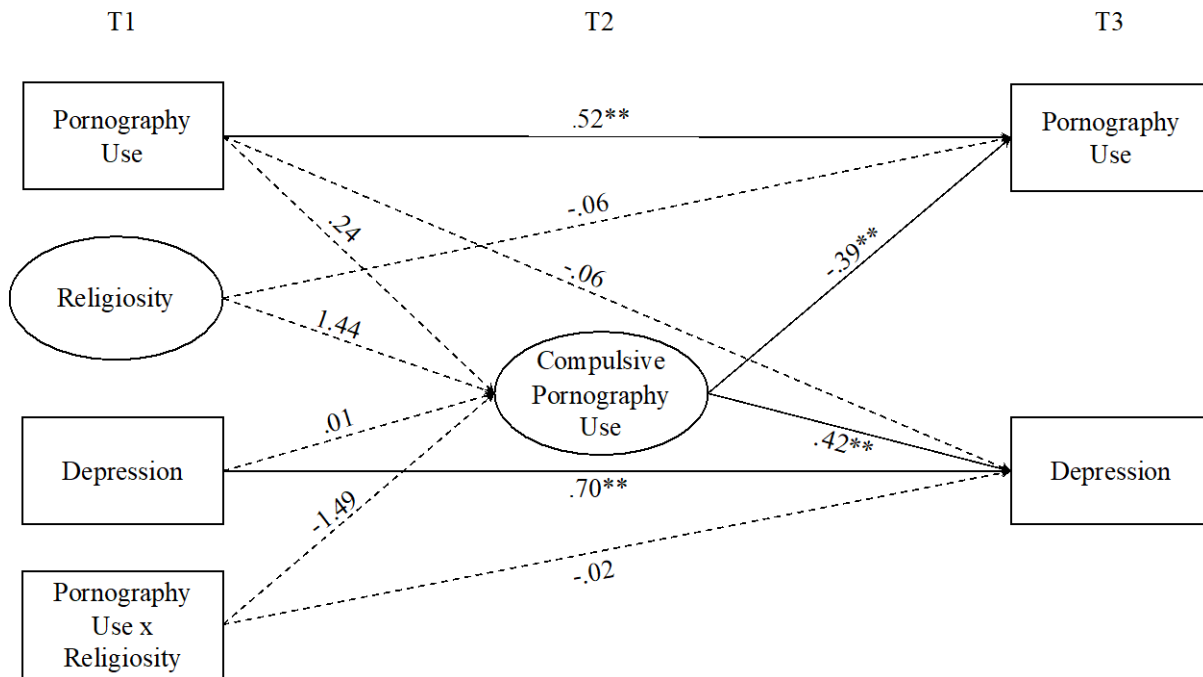 T1
T2
T3
Pornography
Use
.52**
Pornography
Use
-.06
.24
-.39**
-.06
Religiosity
1.44
Compulsive
Pornography
Use
.01
.42**
Depression
.70**
Depression
-1.49
-.02
Pornography
Use x
Religiosity